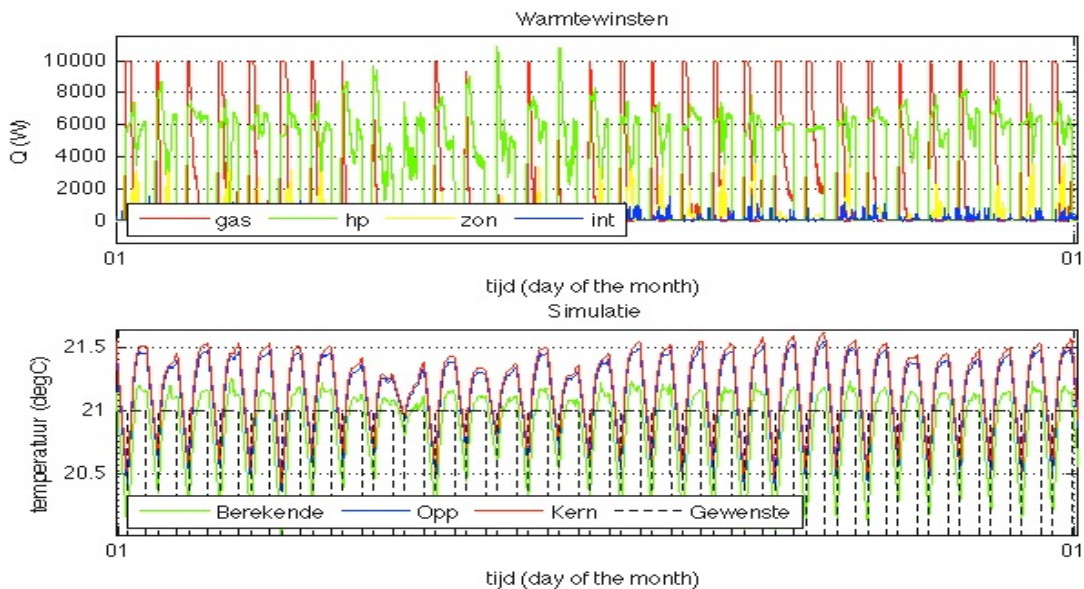 Warmtewinsten
Q (W)
10000
8000
6000
4000
2000
0
gas hp zon int
01 01
tijd (day of the month)
Simulatie
temperatuur (degC)
21.5
21
20.5
Berekende Opp Kern Gewenste
01 01
tijd (day of the month)